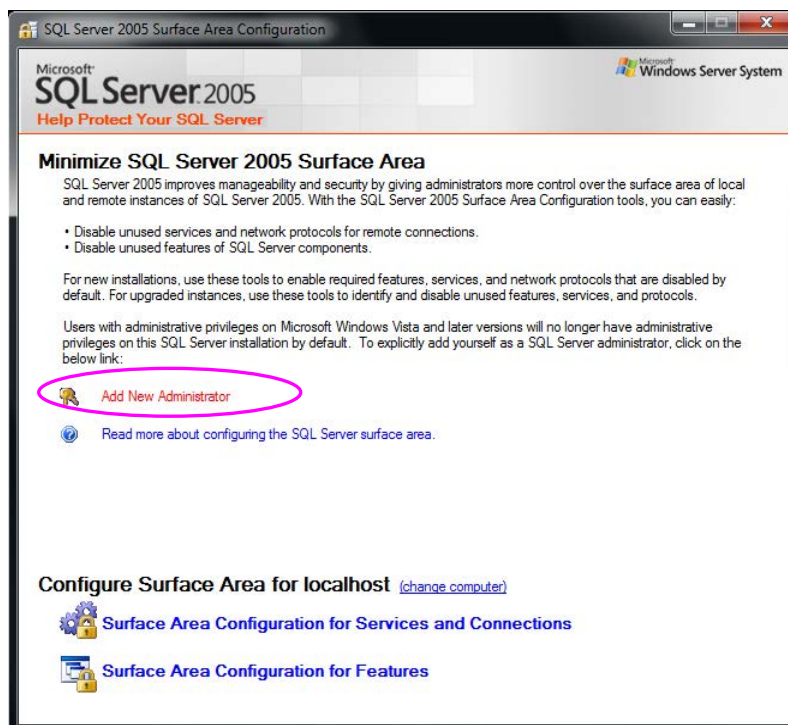 SQL Server 2005 Surface Area Configuration
Microsoft
SQL Server 2005
Help Protect Your SQL Server
Microsoft
Windows Server System
Minimize SQL Server 2005 Surface Area
SQL Server 2005 improves manageability and security by giving administrators more control over the surface area of local
and remote instances of SQL Server 2005. With the SQL Server 2005 Surface Area Configuration tools, you can easily:
• Disable unused services and network protocols for remote connections.
• Disable unused features of SQL Server components.
For new installations, use these tools to enable required features, services, and network protocols that are disabled by
default. For upgraded instances, use these tools to identify and disable unused features, services, and protocols.
Users with administrative privileges on Microsoft Windows Vista and later versions will no longer have administrative
privileges on this SQL Server installation by default. To explicitly add yourself as a SQL Server administrator, click on the
below link:
Add New Administrator
Read more about configuring the SQL Server surface area.
Configure Surface Area for localhost (change computer)
Surface Area Configuration for Services and Connections
Surface Area Configuration for Features